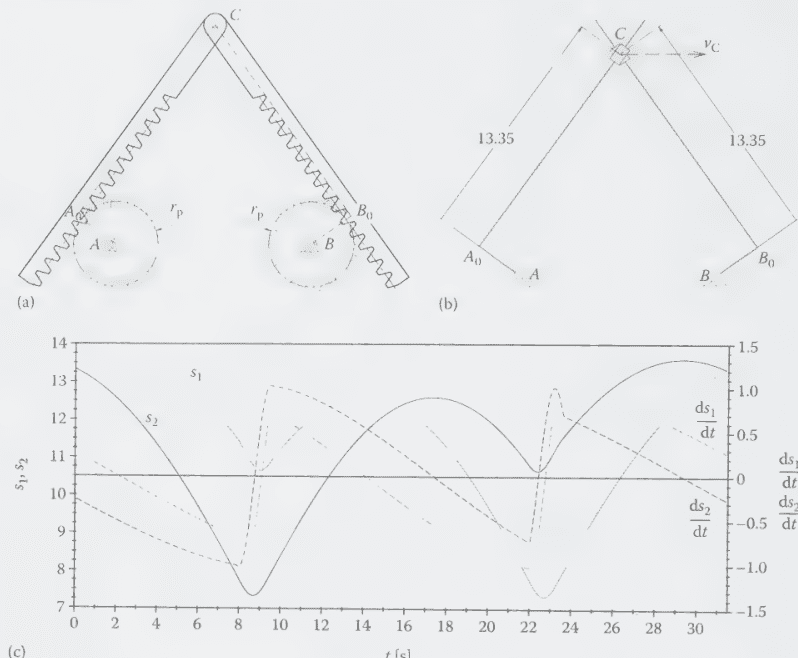 C
r_p
r_p
A_0
B_0
A
B
(a)
C
v_C
13.35
13.35
A_0
A
B
B_0
(b)
14
13
12
11
10
9
8
7
s_1, s_2
s_1
s_2
1.5
1.0
0.5
0
−0.5
−1.0
−1.5
ds_1
dt
ds_2
dt
ds_1
dt
ds_2
dt
0 2 4 6 8 10 12 14 16 18 20 22 24 26 28 30
t [s]
(c)